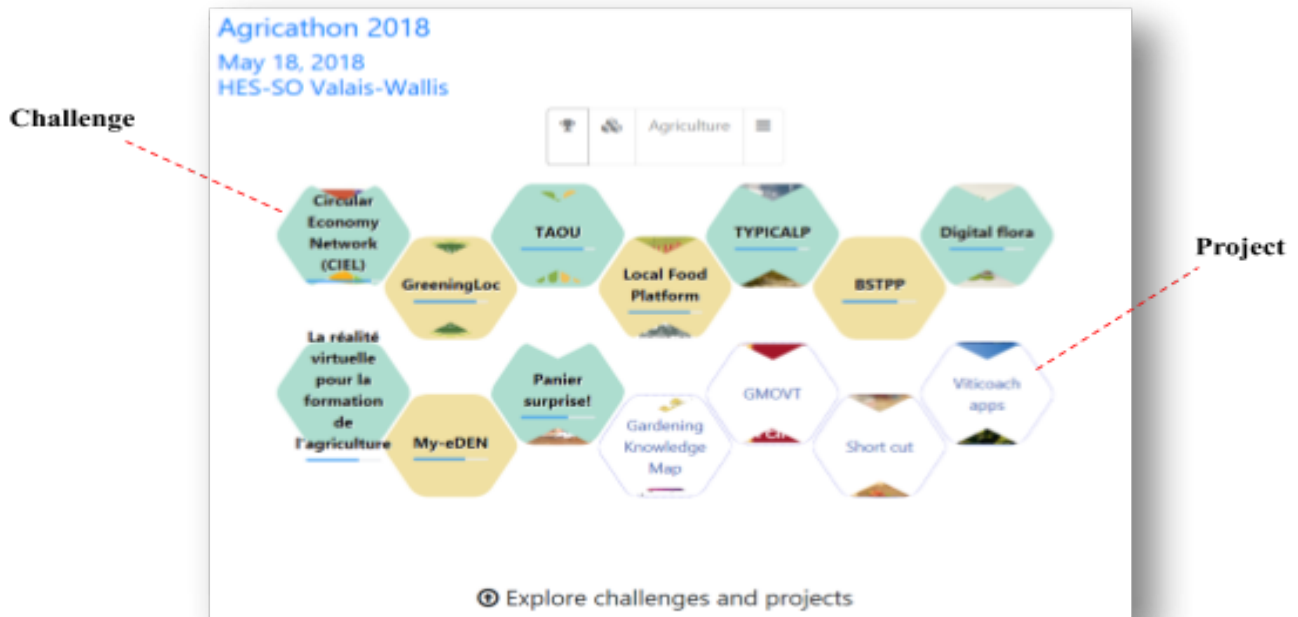 Agricathon 2018
May 18, 2018
HES-SO Valais-Wallis
Challenge
Agriculture
Circular
Economy
Network
(CIEL)
TAOU
TYPICALP
Digital flora
Project
GreeningLoc
Local Food
Platform
BSTPP
La réalité
virtuelle
pour la
formation
de
l'agriculture
Panier
surprise!
GMOVT
Viticoach
apps
My-eDEN
Gardening
Knowledge
Map
Short cut
Explore challenges and projects